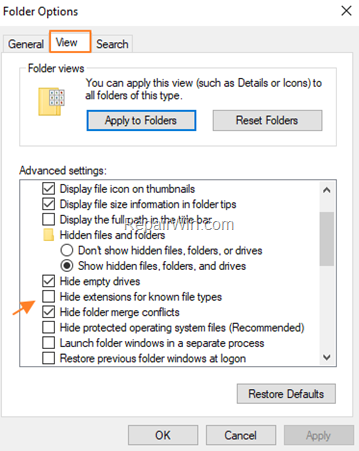 Folder Options
General View Search
Folder views
You can apply this view (such as Details or Icons) to
all folders of this type.
Apply to Folders Reset Folders
Advanced settings:
Display file icon on thumbnails
Display file size information in folder tips
Display the full path in the title bar
RepairWin.com
Hidden files and folders
Don't show hidden files, folders, or drives
Show hidden files, folders, and drives
Hide empty drives
Hide extensions for known file types
Hide folder merge conflicts
Hide protected operating system files (Recommended)
Launch folder windows in a separate process
Restore previous folder windows at logon
Restore Defaults
OK Cancel Apply